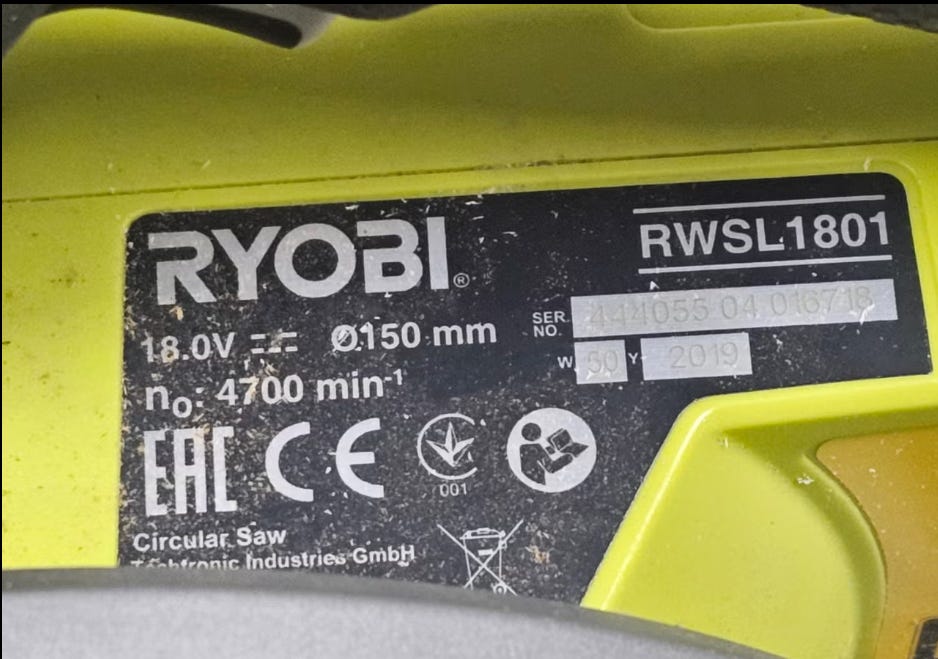 RYOBI®
RWSL1801
18.0V ⎓ Ø150 mm
SER. NO. 444055 04 016718
W 50 Y 2019
n₀: 4700 min⁻¹
EAC CE
001
Circular Saw
Techtronic Industries GmbH